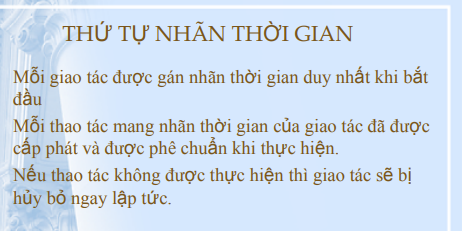 THỨ TỰ NHÃN THỜI GIAN
Mỗi giao tác được gán nhãn thời gian duy nhất khi bắt
đầu
Mỗi thao tác mang nhãn thời gian của giao tác đã được
cấp phát và được phê chuẩn khi thực hiện.
Nếu thao tác không được thực hiện thì giao tác sẽ bị
hủy bỏ ngay lập tức.